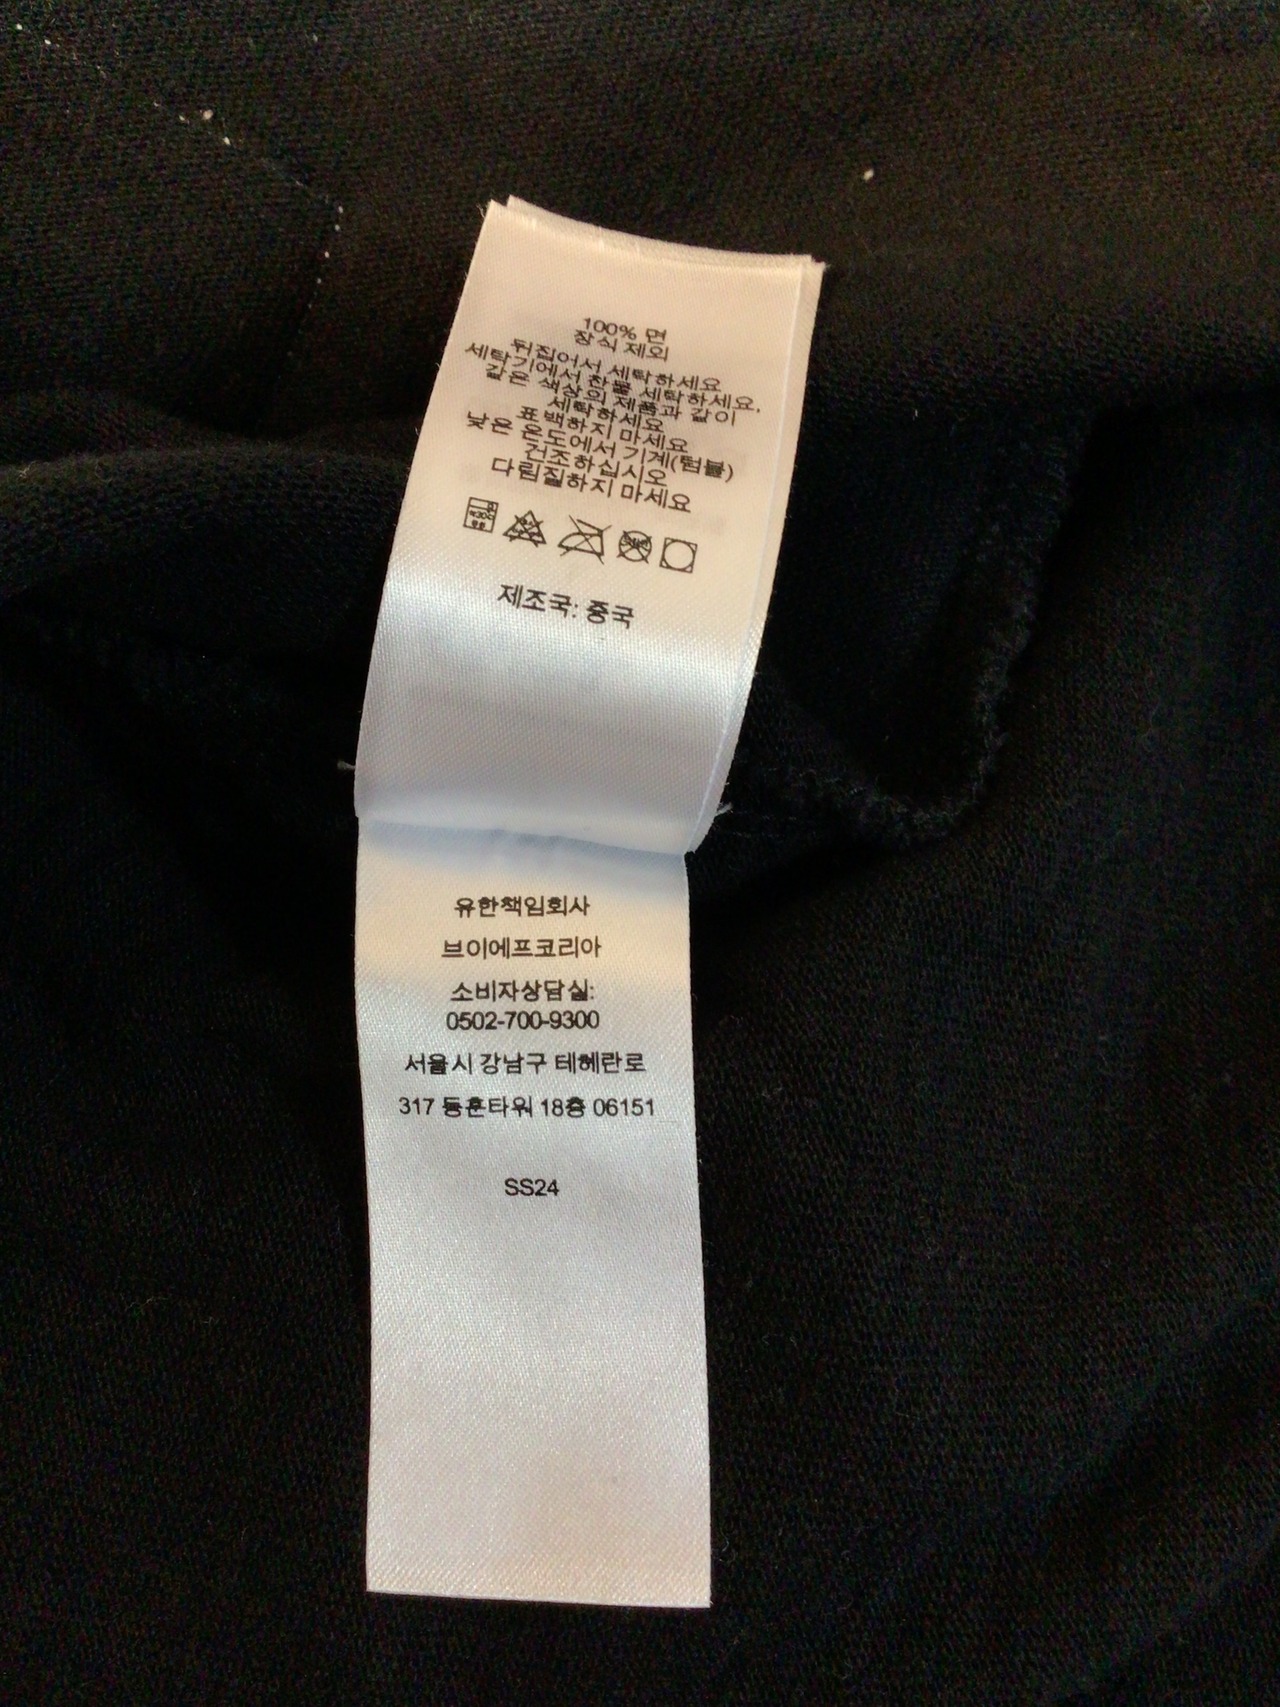 100% 면
장식 제외
뒤집어서 세탁하세요
세탁기에서 찬물 세탁하세요,
같은 색상의 제품과 같이
세탁하세요
표백하지 마세요
낮은 온도에서 기계(텀블)
건조하십시오
다림질하지 마세요
제조국: 중국
유한책임회사
브이에프코리아
소비자상담실:
0502-700-9300
서울시 강남구 테헤란로
317 동훈타워 18층 06151
SS24